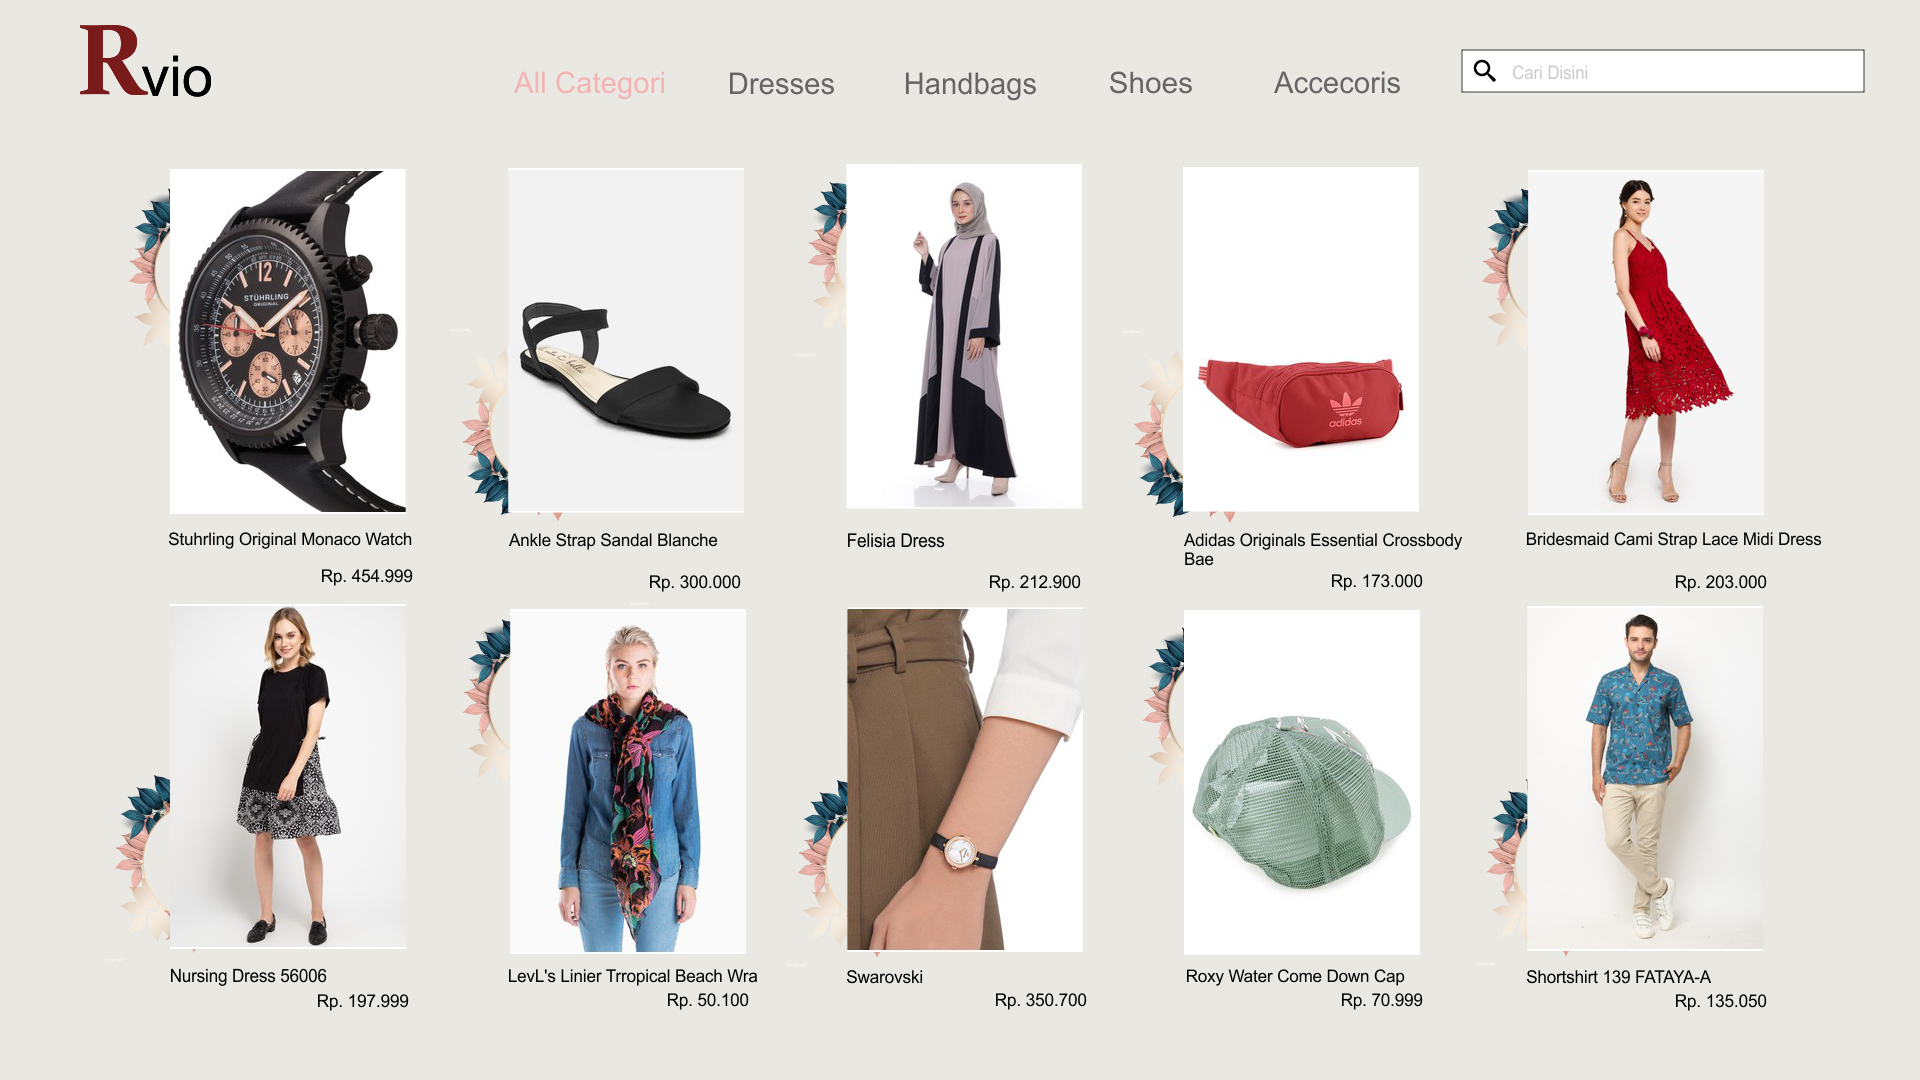 Rvio
All Categori
Dresses
Handbags
Shoes
Accecoris
Cari Disini
12
STÜHRLING
ORIGINAL
adidas
Stuhrling Original Monaco Watch
Rp. 454.999
Ankle Strap Sandal Blanche
Rp. 300.000
Felisia Dress
Rp. 212.900
Adidas Originals Essential Crossbody
Bae
Rp. 173.000
Bridesmaid Cami Strap Lace Midi Dress
Rp. 203.000
Nursing Dress 56006
Rp. 197.999
LevL's Linier Trropical Beach Wra
Rp. 50.100
Swarovski
Rp. 350.700
Roxy Water Come Down Cap
Rp. 70.999
Shortshirt 139 FATAYA-A
Rp. 135.050